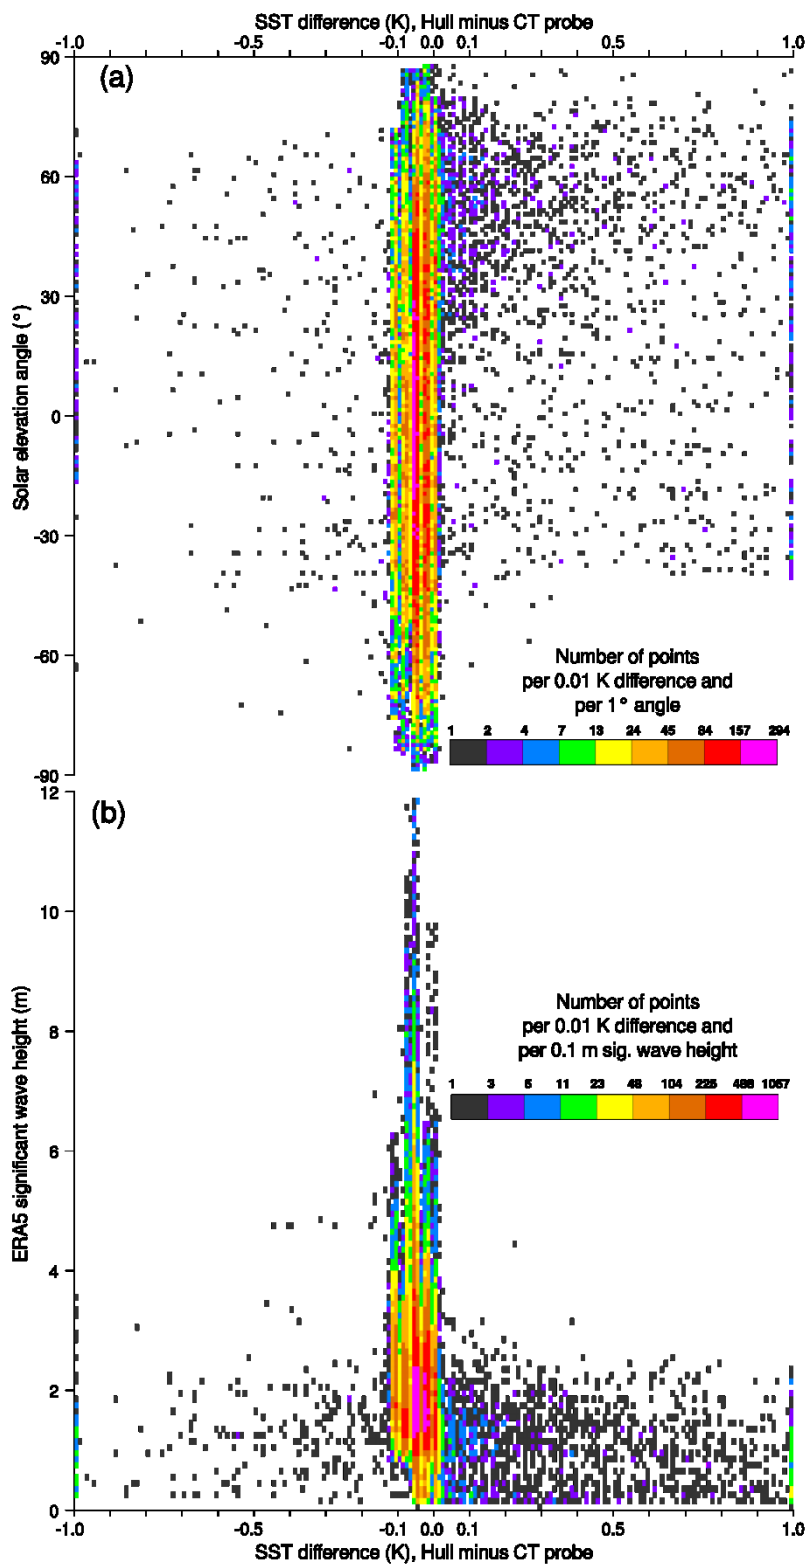 SST difference (K), Hull minus CT probe
-1.0 -0.5 -0.1 0.0 0.1 0.5 1.0
(a)
90
60
30
0
-30
-60
-90
Solar elevation angle (°)
Number of points
per 0.01 K difference and
per 1° angle
1 2 4 7 13 24 45 84 157 294
(b)
12
10
8
6
4
2
0
ERA5 significant wave height (m)
Number of points
per 0.01 K difference and
per 0.1 m sig. wave height
1 3 5 11 23 48 104 225 488 1057
-1.0 -0.5 -0.1 0.0 0.1 0.5 1.0
SST difference (K), Hull minus CT probe